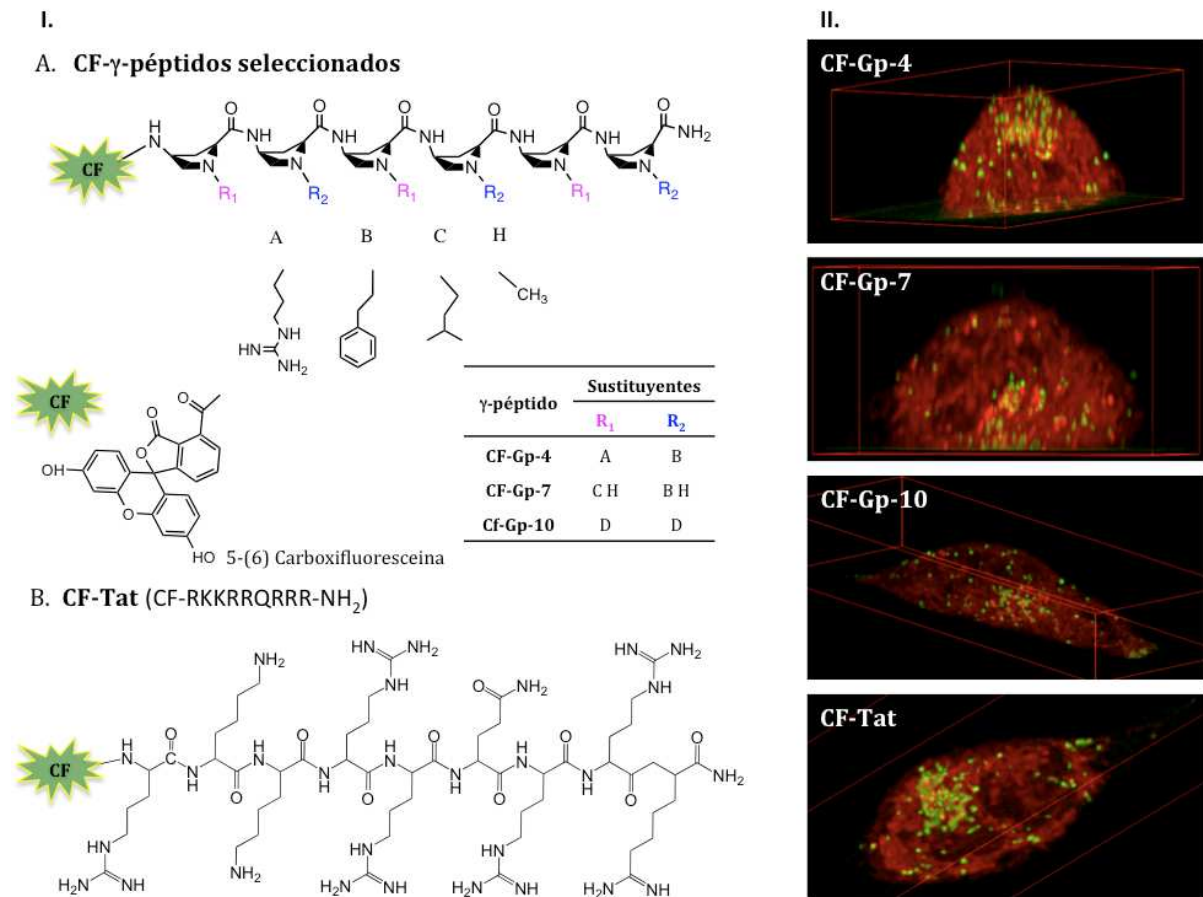 I.
A. CF-γ-péptidos seleccionados
H
N
O
NH
O
NH
O
NH
O
NH
O
NH
O
NH2
CF
N
N
N
N
N
N
R1
R2
R1
R2
R1
R2
A B C H
CH3
NH
HN
NH2
CF
O
O
O
OH
O
HO
5-(6) Carboxifluoresceina
γ-péptido Sustituyentes
R1 R2
CF-Gp-4 A B
CF-Gp-7 C H B H
Cf-Gp-10 D D
B. CF-Tat (CF-RKKRRQRRR-NH2)
HN NH2
HN NH2
NH2
NH
O NH2
NH
CF
H
N
O
N
H
O
H
N
O
N
H
O
H
N
O
N
H
O
H
N
O
N
H
O
O
NH2
NH
H2N NH
NH2
NH
H2N NH
NH
H2N NH
H2N NH
II.
CF-Gp-4
CF-Gp-7
CF-Gp-10
CF-Tat